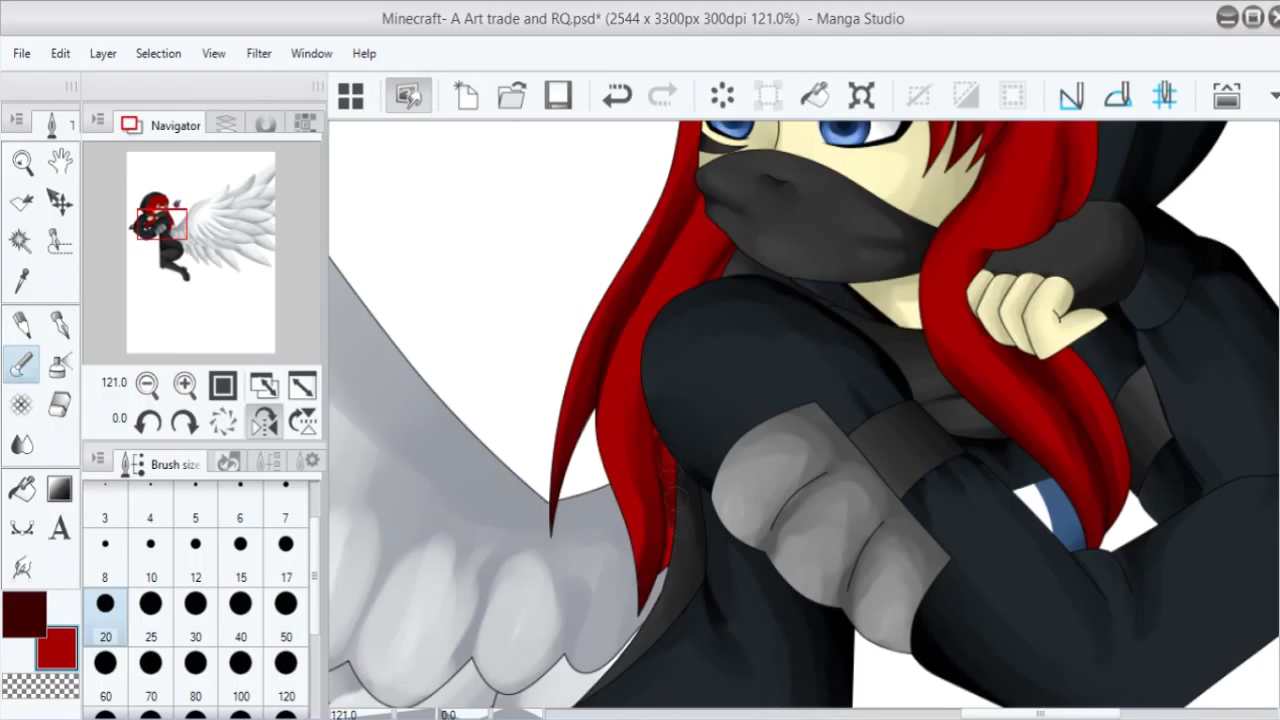 Minecraft- A Art trade and RQ.psd* (2544 x 3300px 300dpi 121.0%) - Manga Studio
File Edit Layer Selection View Filter Window Help
1 Navigator
121.0
0.0
Brush size
3 4 5 6 7
8 10 12 15 17
20 25 30 40 50
60 70 80 100 120
A
121.0 0.0